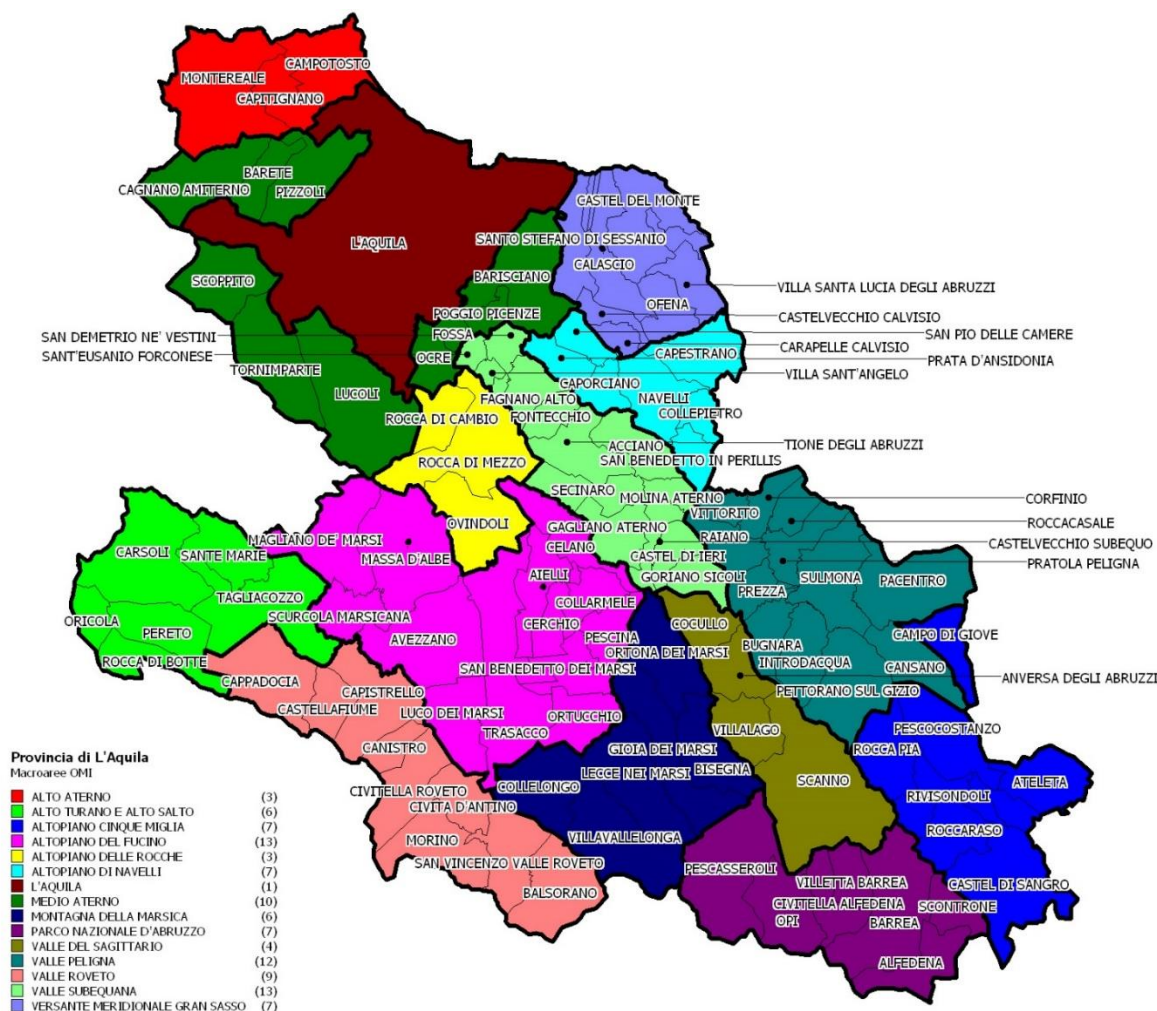 CAMPOTOSTO
MONTEREALE
CAPITIGNANO
BARETE
CAGNANO AMITERNO
PIZZOLI
CASTEL DEL MONTE
L'AQUILA
SANTO STEFANO DI SESSANIO
CALASCIO
SCOPPITO
BARISCIANO
VILLA SANTA LUCIA DEGLI ABRUZZI
OFENA
POGGIO PICENZE
CASTELVECCHIO CALVISIO
SAN DEMETRIO NE' VESTINI
FOSSA
SAN PIO DELLE CAMERE
SANT'EUSANIO FORCONESE
OCRE
CAPESTRANO
CARAPELLE CALVISIO
PRATA D'ANSIDONIA
TORNIMPARTE
VILLA SANT'ANGELO
CAPORCIANO
LUCOLI
FAGNANO ALTO
NAVELLI
ROCCA DI CAMBIO
FONTECCHIO
COLLEPIETRO
ACCIANO
TIONE DEGLI ABRUZZI
ROCCA DI MEZZO
SAN BENEDETTO IN PERILLIS
SECINARO
MOLINA ATERNO
CORFINIO
VITTORITO
OVINDOLI
GAGLIANO ATERNO
ROCCACASALE
MAGLIANO DE' MARSI
RAIANO
CARSOLI
SANTE MARIE
CELANO
CASTELVECCHIO SUBEQUO
MASSA D'ALBE
CASTEL DI IERI
PRATOLA PELIGNA
AIELLI
GORIANO SICOLI
SULMONA
PACENTRO
TAGLIACOZZO
COLLARMELE
PREZZA
ORICOLA
SCURCOLA MARSICANA
CERCHIO
COCULLO
PERETO
AVEZZANO
PESCINA
BUGNARA
CAMPO DI GIOVE
ORTONA DEI MARSI
ROCCA DI BOTTE
SAN BENEDETTO DEI MARSI
INTRODACQUA
CANSANO
CAPPADOCIA
ANVERSA DEGLI ABRUZZI
CAPISTRELLO
PETTORANO SUL GIZIO
CASTELLAFIUME
LUCO DEI MARSI
ORTUCCHIO
TRASACCO
VILLALAGO
PESCOCOSTANZO
CANISTRO
GIOIA DEI MARSI
ROCCA PIA
LECCE NEI MARSI
BISEGNA
COLLELONGO
SCANNO
ATELETA
CIVITELLA ROVETO
RIVISONDOLI
CIVITA D'ANTINO
ROCCARASO
MORINO
VILLAVALLELONGA
SAN VINCENZO VALLE ROVETO
PESCASSEROLI
VILLETTA BARREA
CASTEL DI SANGRO
BALSORANO
CIVITELLA ALFEDENA
SCONTRONE
OPI
BARREA
ALFEDENA
Provincia di L'Aquila
Macroaree OMI
ALTO ATERNO (3)
ALTO TURANO E ALTO SALTO (6)
ALTOPIANO CINQUE MIGLIA (7)
ALTOPIANO DEL FUCINO (13)
ALTOPIANO DELLE ROCCHE (3)
ALTOPIANO DI NAVELLI (7)
L'AQUILA (1)
MEDIO ATERNO (10)
MONTAGNA DELLA MARSICA (6)
PARCO NAZIONALE D'ABRUZZO (7)
VALLE DEL SAGITTARIO (4)
VALLE PELIGNA (12)
VALLE ROVETO (9)
VALLE SUBEQUANA (13)
VERSANTE MERIDIONALE GRAN SASSO (7)